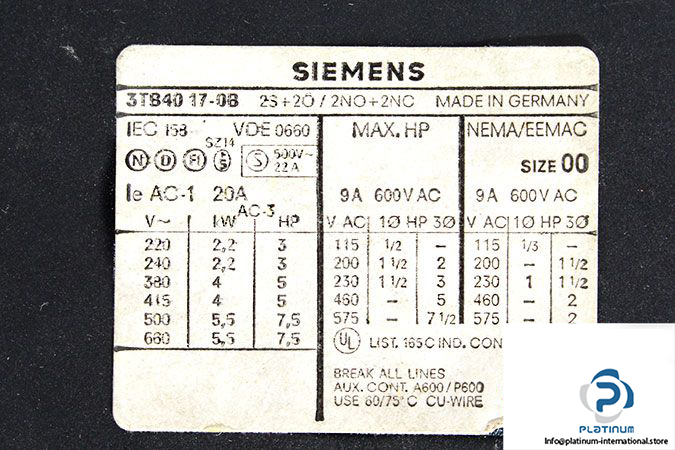 SIEMENS
3TB40 17-0B 2S+2Ö / 2NO+2NC MADE IN GERMANY
IEC 158 VDE 0660
SZ14
N D FI S S 500V~
22A
Ie AC-1 20A
AC-3
V~ kW HP
220 2,2 3
240 2,2 3
380 4 5
415 4 5
500 5,5 7,5
660 5,5 7,5
MAX. HP
9A 600V AC
V AC 1Ø HP 3Ø
115 1/2 –
200 1 1/2 2
230 1 1/2 3
460 – 5
575 – 7 1/2
NEMA/EEMAC
SIZE 00
9A 600V AC
V AC 1Ø HP 3Ø
115 1/3 –
200 – 1 1/2
230 1 1 1/2
460 – 2
575 – 2
UL LIST. 165C IND. CON
BREAK ALL LINES
AUX. CONT. A600/P600
USE 60/75°C CU-WIRE
PLATINUM
Info@platinum-international.store